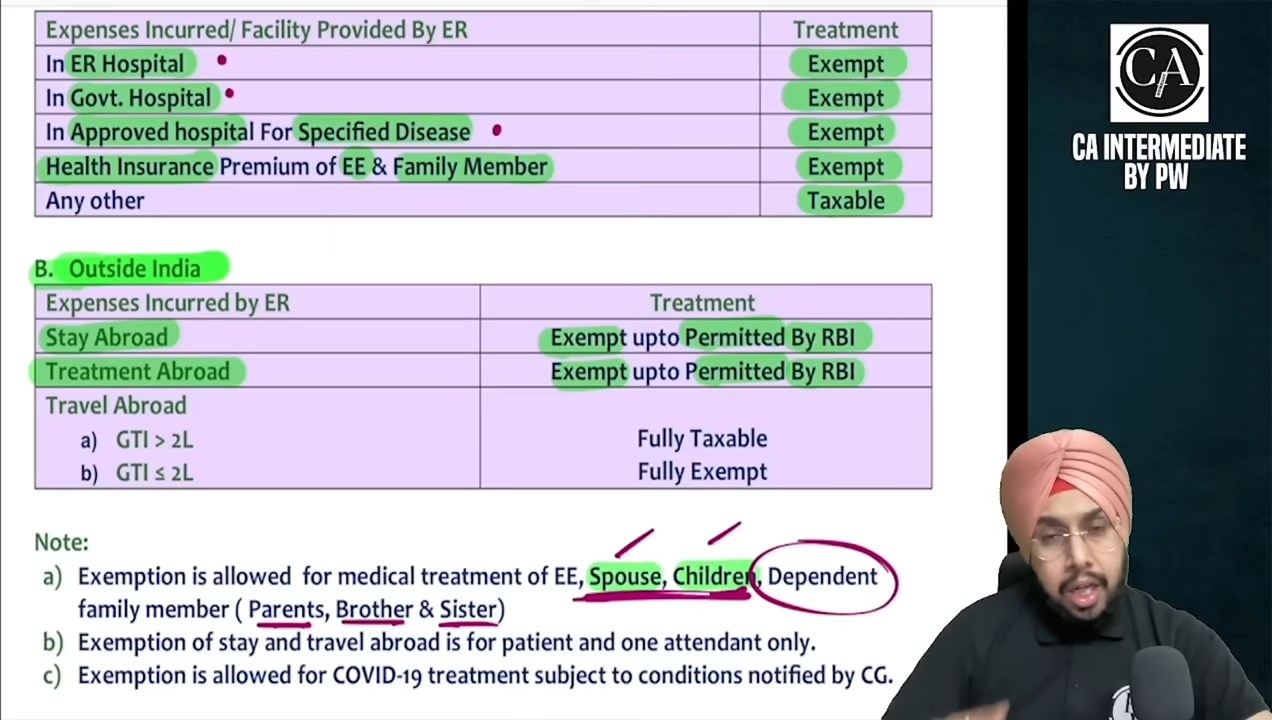 Expenses Incurred/ Facility Provided By ER Treatment
In ER Hospital Exempt
In Govt. Hospital Exempt
In Approved hospital For Specified Disease Exempt
Health Insurance Premium of EE & Family Member Exempt
Any other Taxable
B. Outside India
Expenses Incurred by ER Treatment
Stay Abroad Exempt upto Permitted By RBI
Treatment Abroad Exempt upto Permitted By RBI
Travel Abroad
a) GTI > 2L Fully Taxable
b) GTI ≤ 2L Fully Exempt
Note:
a) Exemption is allowed for medical treatment of EE, Spouse, Children, Dependent
family member ( Parents, Brother & Sister)
b) Exemption of stay and travel abroad is for patient and one attendant only.
c) Exemption is allowed for COVID-19 treatment subject to conditions notified by CG.
CA
CA INTERMEDIATE
BY PW